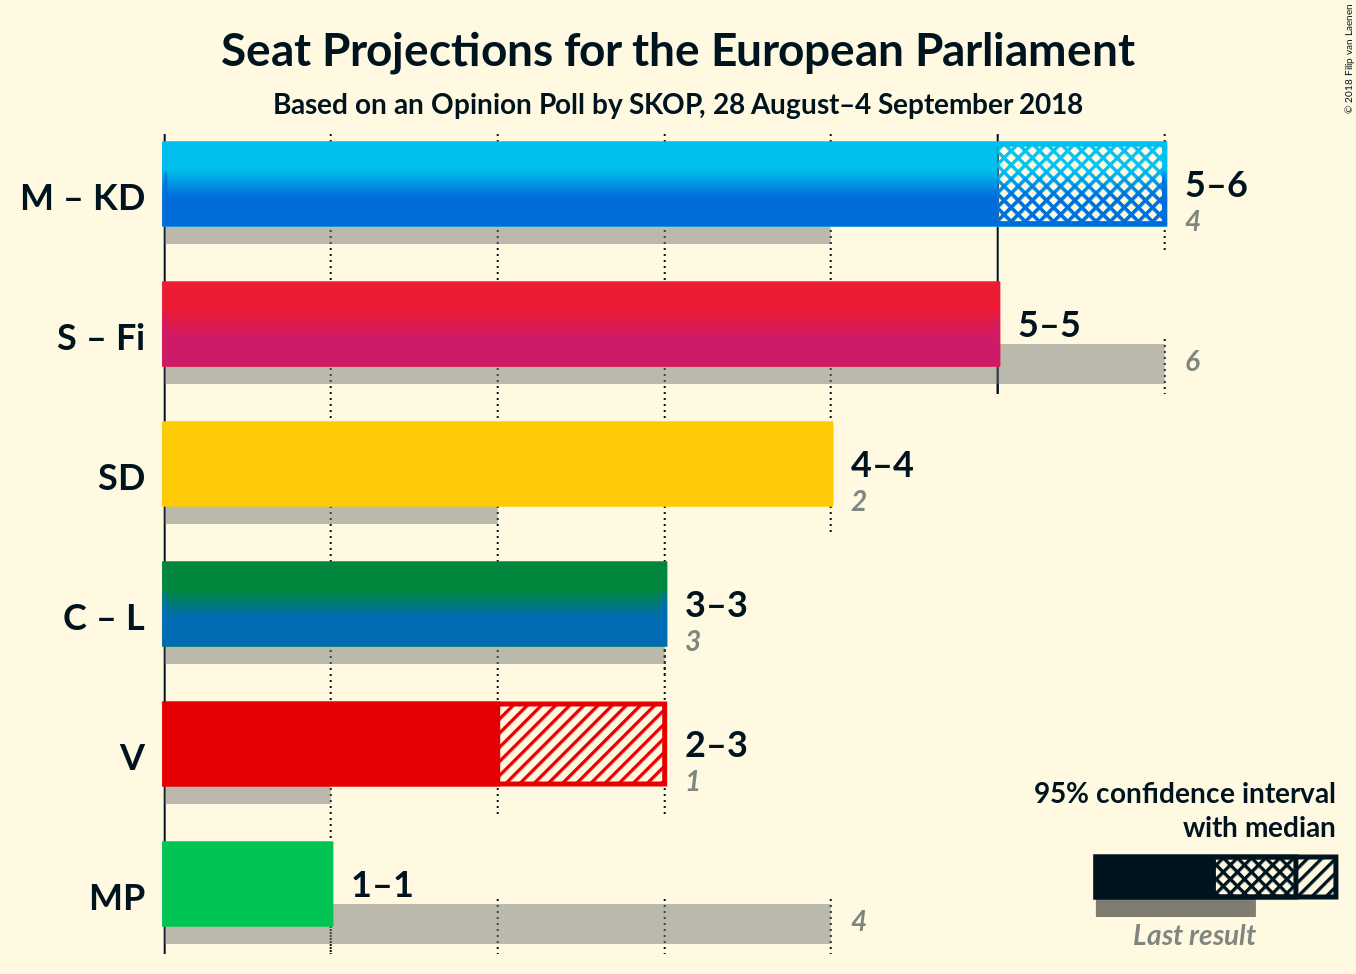 Seat Projections for the European Parliament
Based on an Opinion Poll by SKOP, 28 August–4 September 2018
© 2018 Filip van Laenen
M – KD
5–6
4
S – Fi
5–5
6
SD
4–4
2
C – L
3–3
3
V
2–3
1
MP
1–1
4
95% confidence interval
with median
Last result